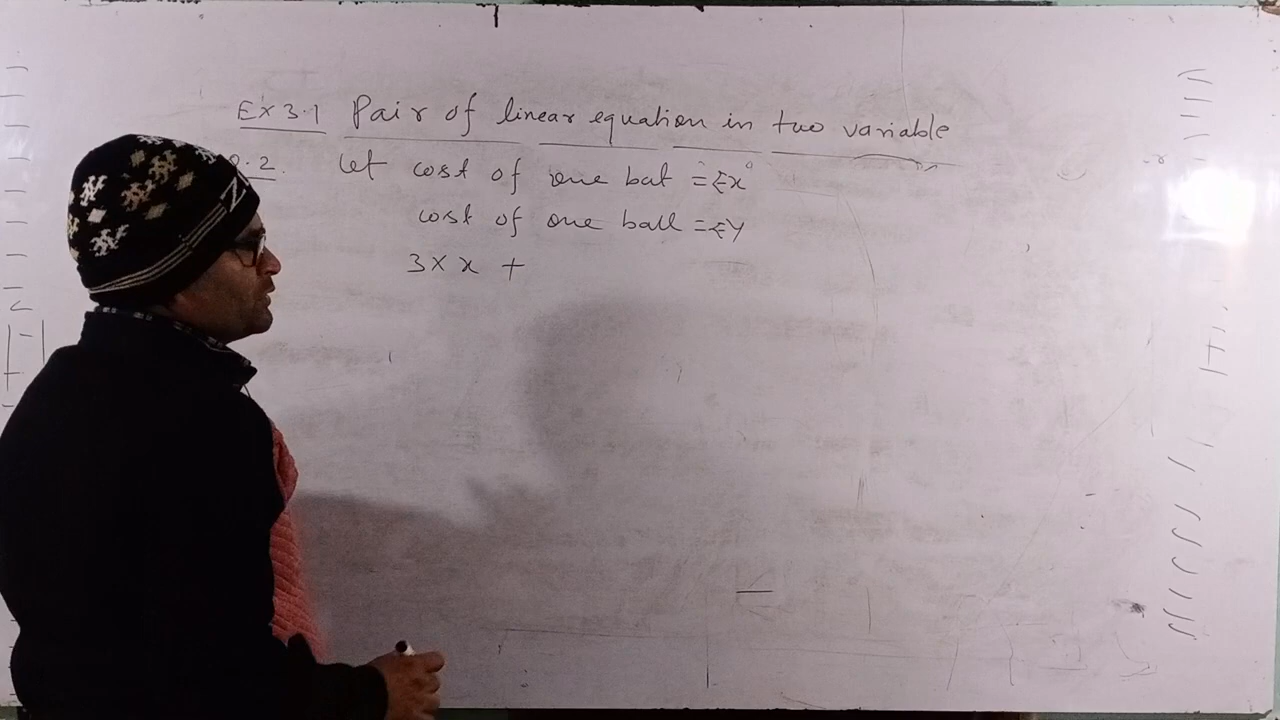 Ex 3.1 Pair of linear equation in two variable
2. Let cost of one bat = ₹x
cost of one ball = ₹y
3 × x +